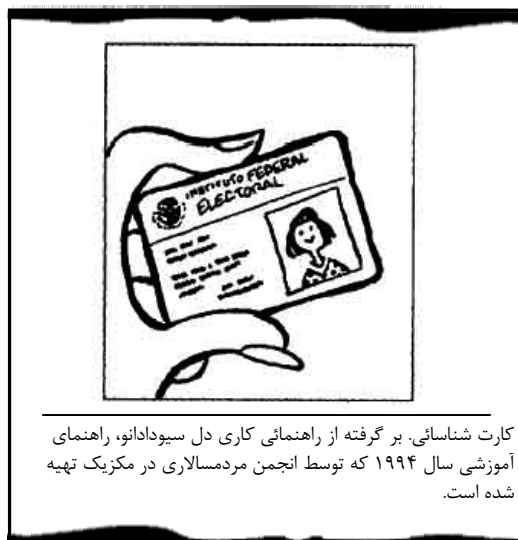 INSTITUTO FEDERAL
ELECTORAL
کارت شناسائی. بر گرفته از راهنمائی کاری دل سیودادانو، راهنمای
آموزشی سال ۱۹۹۴ که توسط انجمن مردمسالاری در مکزیک تهیه
شده است.